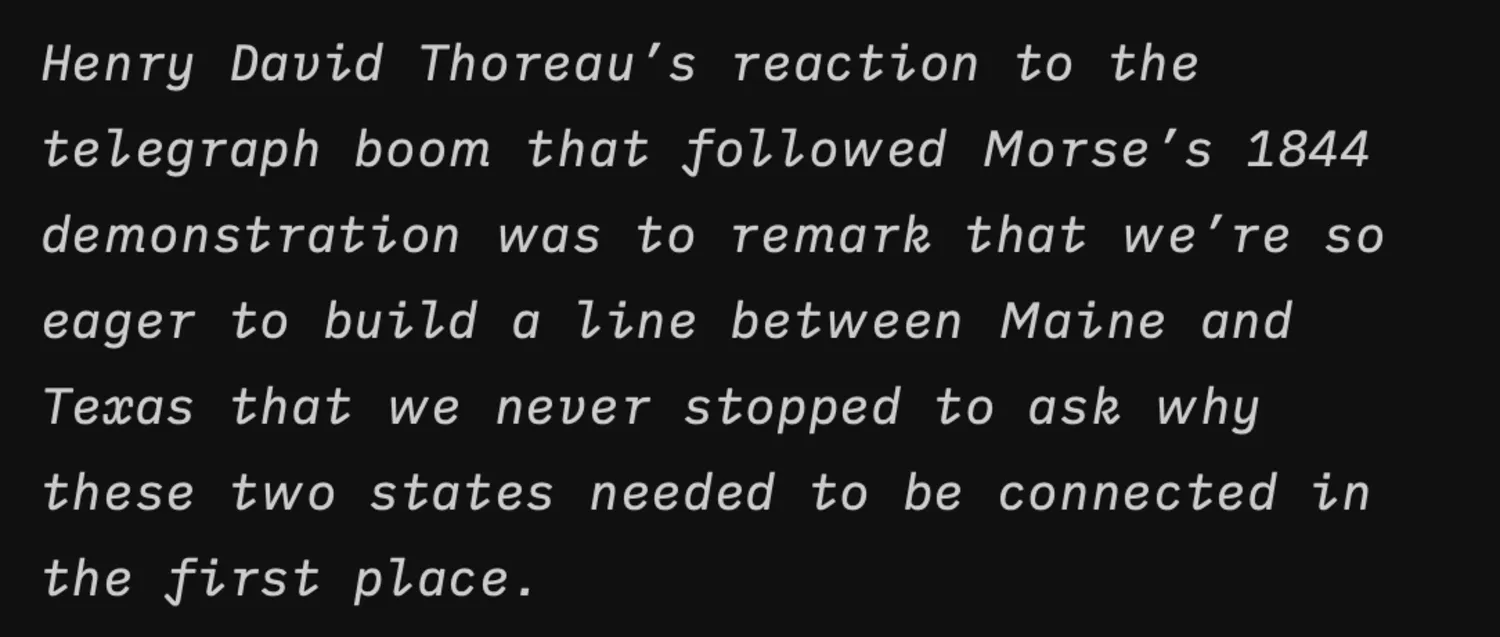 Henry David Thoreau’s reaction to the
telegraph boom that followed Morse’s 1844
demonstration was to remark that we’re so
eager to build a line between Maine and
Texas that we never stopped to ask why
these two states needed to be connected in
the first place.